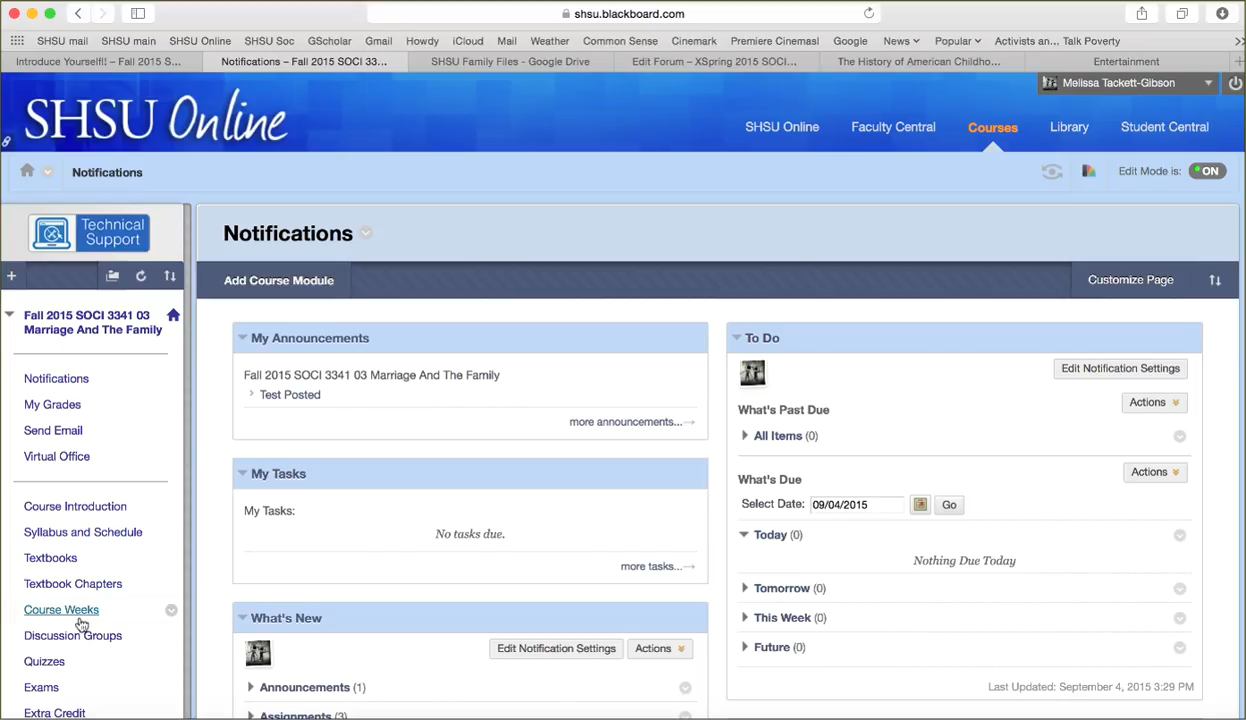 shsu.blackboard.com
SHSU mail SHSU main SHSU Online SHSU Soc GScholar Gmail Howdy iCloud Mail Weather Common Sense Cinemark Premiere Cinemasl Google News Popular Activists an... Talk Poverty
Introduce Yourself!! – Fall 2015 S... Notifications – Fall 2015 SOCI 33... SHSU Family Files - Google Drive Edit Forum – XSpring 2015 SOCI... The History of American Childho... Entertainment
Melissa Tackett-Gibson
SHSU Online
SHSU Online Faculty Central Courses Library Student Central
Notifications
Edit Mode is: ON
Technical
Support
Notifications
Add Course Module
Customize Page
Fall 2015 SOCI 3341 03
Marriage And The Family
Notifications
My Grades
Send Email
Virtual Office
Course Introduction
Syllabus and Schedule
Textbooks
Textbook Chapters
Course Weeks
Discussion Groups
Quizzes
Exams
Extra Credit
My Announcements
Fall 2015 SOCI 3341 03 Marriage And The Family
Test Posted
more announcements...→
My Tasks
My Tasks:
No tasks due.
more tasks...→
What's New
Edit Notification Settings Actions
Announcements (1)
Assignments (3)
To Do
Edit Notification Settings
Actions
What's Past Due
All Items (0)
Actions
What's Due
Select Date: 09/04/2015 Go
Today (0)
Nothing Due Today
Tomorrow (0)
This Week (0)
Future (0)
Last Updated: September 4, 2015 3:29 PM